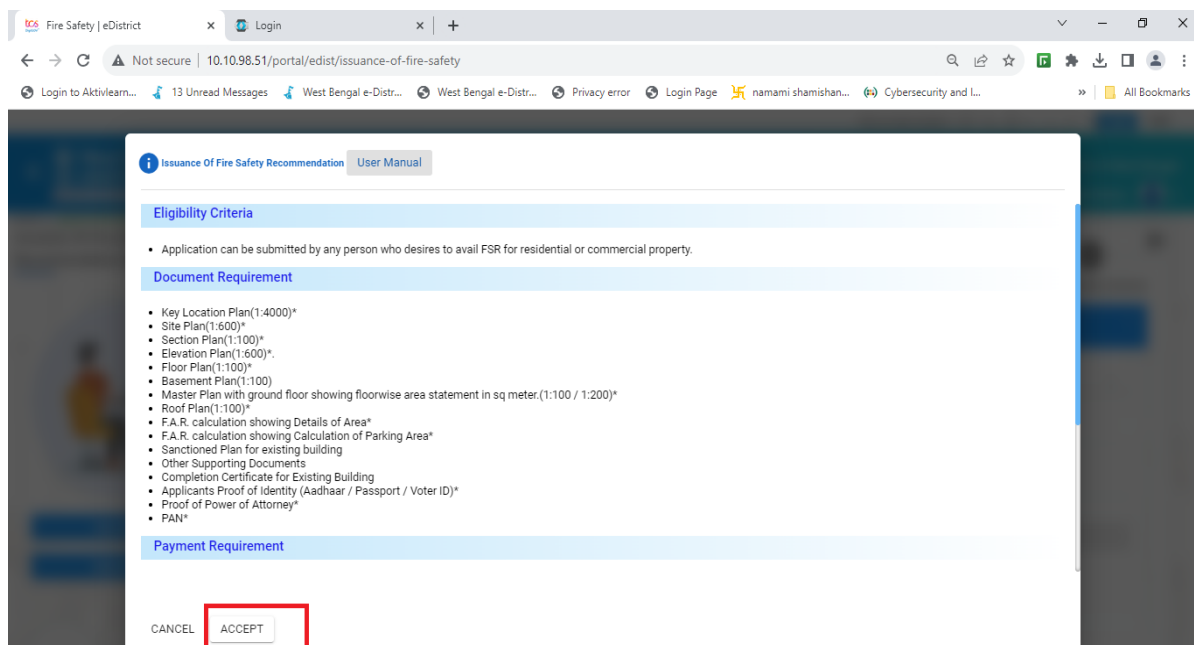 Fire Safety | eDistrict
Login
Not secure | 10.10.98.51/portal/edist/issuance-of-fire-safety
Login to Aktivlearn...
13 Unread Messages
West Bengal e-Distr...
West Bengal e-Distr...
Privacy error
Login Page
namami shamishan...
Cybersecurity and I...
»
All Bookmarks
Issuance Of Fire Safety Recommendation User Manual
Eligibility Criteria
• Application can be submitted by any person who desires to avail FSR for residential or commercial property.
Document Requirement
• Key Location Plan(1:4000)*
• Site Plan(1:600)*
• Section Plan(1:100)*
• Elevation Plan(1:600)*.
• Floor Plan(1:100)*
• Basement Plan(1:100)
• Master Plan with ground floor showing floorwise area statement in sq meter.(1:100 / 1:200)*
• Roof Plan(1:100)*
• F.A.R. calculation showing Details of Area*
• F.A.R. calculation showing Calculation of Parking Area*
• Sanctioned Plan for existing building
• Other Supporting Documents
• Completion Certificate for Existing Building
• Applicants Proof of Identity (Aadhaar / Passport / Voter ID)*
• Proof of Power of Attorney*
• PAN*
Payment Requirement
CANCEL ACCEPT